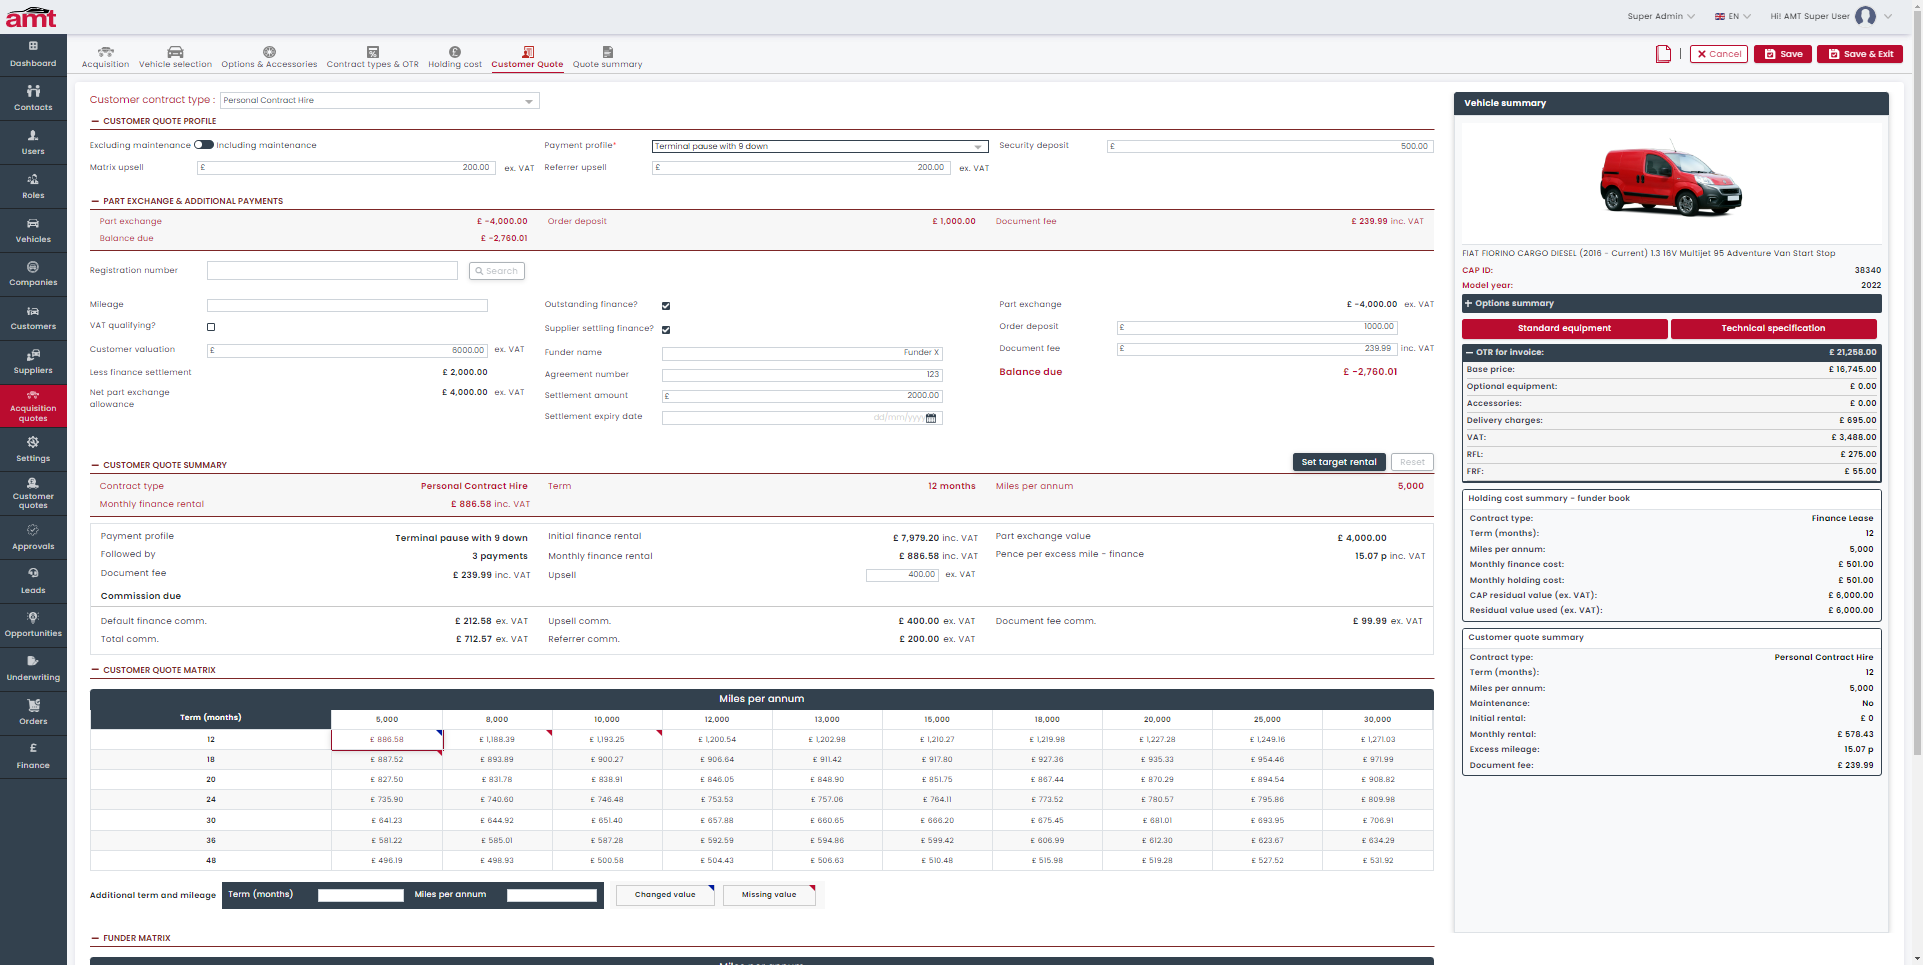 amt
Super Admin
EN
Hi! AMT Super User
Dashboard
Contacts
Users
Roles
Vehicles
Companies
Customers
Suppliers
Acquisition
quotes
Settings
Customer
quotes
Approvals
Leads
Opportunities
Underwriting
Orders
Finance
Acquisition
Vehicle selection
Options & Accessories
Contract types & OTR
Holding cost
Customer Quote
Quote summary
Cancel
Save
Save & Exit
Customer contract type : Personal Contract Hire
CUSTOMER QUOTE PROFILE
Excluding maintenance Including maintenance
Payment profile* Terminal pause with 9 down
Security deposit £ 500.00
Matrix upsell £ 200.00 ex. VAT
Referrer upsell £ 200.00 ex. VAT
PART EXCHANGE & ADDITIONAL PAYMENTS
Part exchange £ -4,000.00
Order deposit £ 1,000.00
Document fee £ 239.99 inc. VAT
Balance due £ -2,760.01
Registration number
Search
Mileage
VAT qualifying?
Customer valuation £ 6000.00 ex. VAT
Less finance settlement £ 2,000.00
Net part exchange
allowance £ 4,000.00 ex. VAT
Outstanding finance?
Supplier settling finance?
Funder name Funder X
Agreement number 123
Settlement amount £ 2000.00
Settlement expiry date dd/mm/yyyy
Part exchange £ -4,000.00 ex. VAT
Order deposit £ 1000.00
Document fee £ 239.99 inc. VAT
Balance due £ -2,760.01
CUSTOMER QUOTE SUMMARY
Set target rental
Reset
Contract type Personal Contract Hire
Term 12 months
Miles per annum 5,000
Monthly finance rental £ 886.58 inc. VAT
Payment profile Terminal pause with 9 down
Initial finance rental £ 7,979.20 inc. VAT
Part exchange value £ 4,000.00
Followed by 3 payments
Monthly finance rental £ 886.58 inc. VAT
Pence per excess mile - finance 15.07 p inc. VAT
Document fee £ 239.99 inc. VAT
Upsell 400.00 ex. VAT
Commission due
Default finance comm. £ 212.58 ex. VAT
Upsell comm. £ 400.00 ex. VAT
Document fee comm. £ 99.99 ex. VAT
Total comm. £ 712.57 ex. VAT
Referrer comm. £ 200.00 ex. VAT
CUSTOMER QUOTE MATRIX
Miles per annum
Term (months) 5,000 8,000 10,000 12,000 13,000 15,000 18,000 20,000 25,000 30,000
12 £ 886.58 £ 1,188.39 £ 1,193.25 £ 1,200.54 £ 1,202.98 £ 1,210.27 £ 1,219.98 £ 1,227.28 £ 1,249.16 £ 1,271.03
18 £ 887.52 £ 893.89 £ 900.27 £ 906.64 £ 911.42 £ 917.80 £ 927.36 £ 935.33 £ 954.46 £ 971.99
20 £ 827.50 £ 831.78 £ 838.91 £ 846.05 £ 848.90 £ 851.75 £ 867.44 £ 870.29 £ 894.54 £ 908.82
24 £ 735.90 £ 740.60 £ 746.48 £ 753.53 £ 757.06 £ 764.11 £ 773.52 £ 780.57 £ 795.86 £ 809.98
30 £ 641.23 £ 644.92 £ 651.40 £ 657.88 £ 660.65 £ 666.20 £ 675.45 £ 681.01 £ 693.95 £ 706.91
36 £ 581.22 £ 585.01 £ 587.28 £ 592.59 £ 594.86 £ 599.42 £ 606.99 £ 612.30 £ 623.67 £ 634.29
48 £ 496.19 £ 498.93 £ 500.58 £ 504.43 £ 506.63 £ 510.48 £ 515.98 £ 519.28 £ 527.52 £ 531.92
Additional term and mileage Term (months) Miles per annum Changed value Missing value
FUNDER MATRIX
Miles per annum
Vehicle summary
FIAT FIORINO CARGO DIESEL (2016 - Current) 1.3 16V Multijet 95 Adventure Van Start Stop
CAP ID: 38340
Model year: 2022
Options summary
Standard equipment
Technical specification
OTR for invoice: £ 21,258.00
Base price: £ 16,745.00
Optional equipment: £ 0.00
Accessories: £ 0.00
Delivery charges: £ 695.00
VAT: £ 3,488.00
RFL: £ 275.00
FRF: £ 55.00
Holding cost summary - funder book
Contract type: Finance Lease
Term (months): 12
Miles per annum: 5,000
Monthly finance cost: £ 501.00
Monthly holding cost: £ 501.00
CAP residual value (ex. VAT): £ 6,000.00
Residual value used (ex. VAT): £ 6,000.00
Customer quote summary
Contract type: Personal Contract Hire
Term (months): 12
Miles per annum: 5,000
Maintenance: No
Initial rental: £ 0
Monthly rental: £ 578.43
Excess mileage: 15.07 p
Document fee: £ 239.99